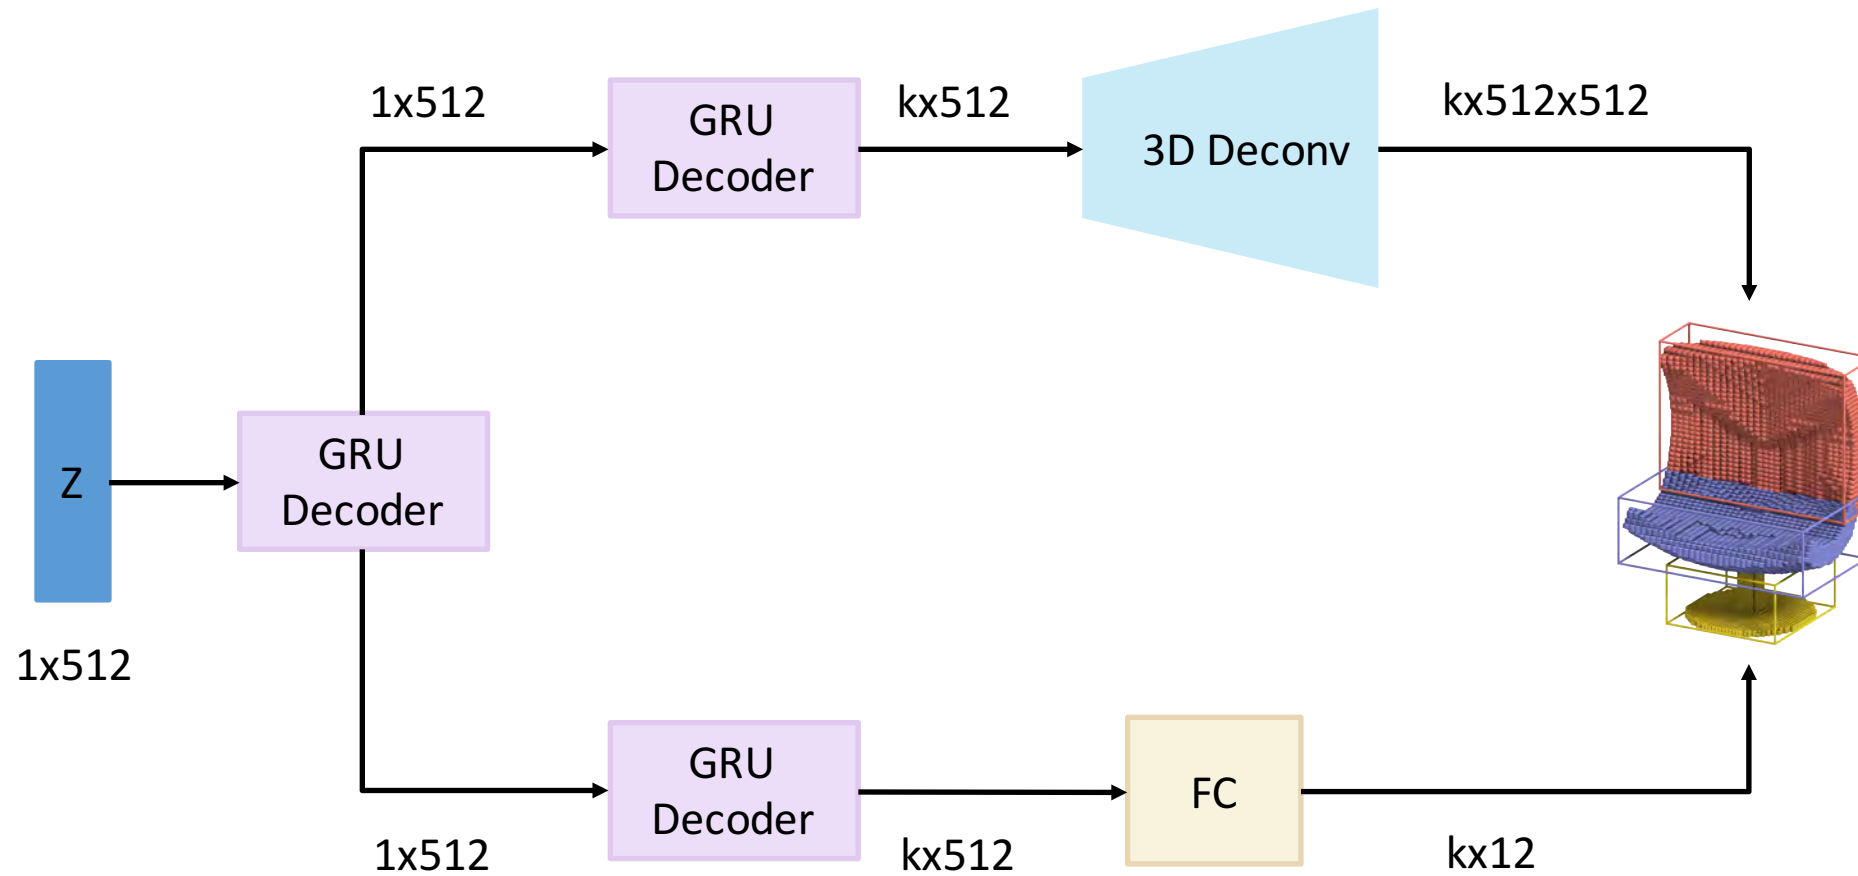 1x512
GRU
Decoder
kx512
3D Deconv
kx512x512
Z
1x512
GRU
Decoder
1x512
GRU
Decoder
kx512
FC
kx12